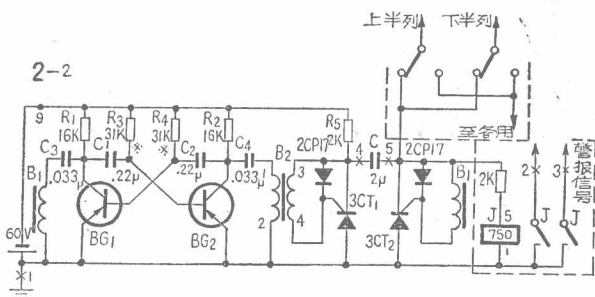 上半列 下半列
2-2
至备用
警报信号
9
R₁ 16K
R₃ 31K
※
R₄ 31K
※
R₂ 16K
R₅ 2K
C₃ .033μ
C₁ .22μ
C₂ .22μ
C₄ .033μ
B₁
BG₁
BG₂
B₂
3
2
4
2CP17
4 C 5
2μ
2CP17
3CT₁
3CT₂
B₁
2K
J 5
750
1
2
3
J
J
60V
1